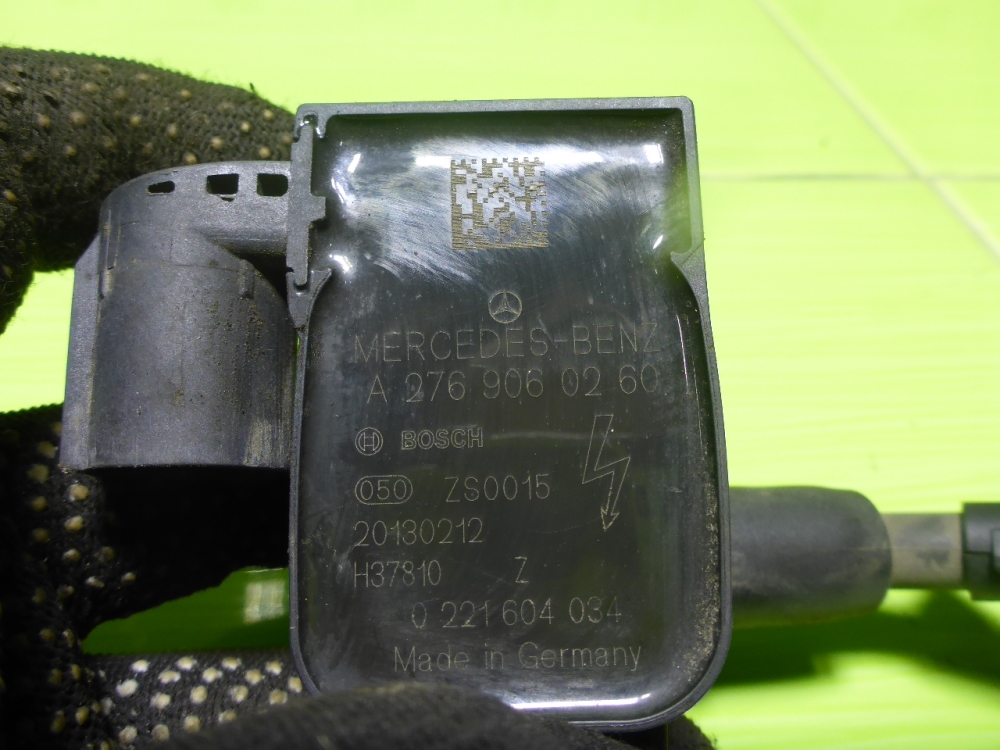 MERCEDES-BENZ
A 276 906 02 60
BOSCH
050 ZS0015
20130212
H37810 Z
0 221 604 034
Made in Germany